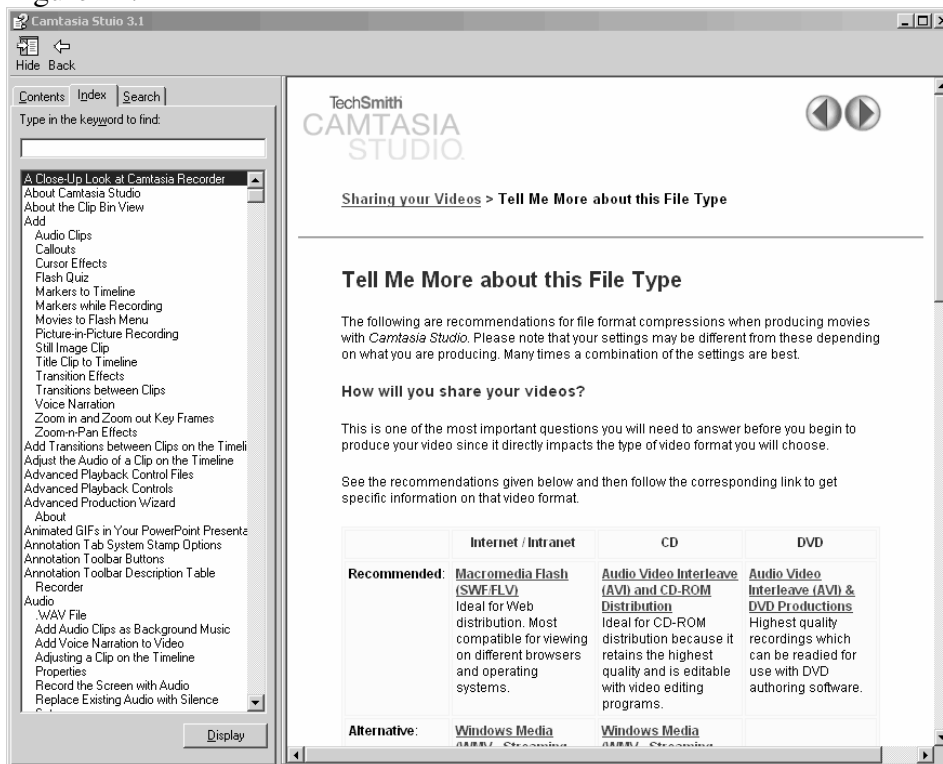 Camtasia Stuio 3.1
Hide Back
Contents Index Search
Type in the keyword to find:
A Close-Up Look at Camtasia Recorder
About Camtasia Studio
About the Clip Bin View
Add
Audio Clips
Callouts
Cursor Effects
Flash Quiz
Markers to Timeline
Markers while Recording
Movies to Flash Menu
Picture-in-Picture Recording
Still Image Clip
Title Clip to Timeline
Transition Effects
Transitions between Clips
Voice Narration
Zoom in and Zoom out Key Frames
Zoom-n-Pan Effects
Add Transitions between Clips on the Timeli
Adjust the Audio of a Clip on the Timeline
Advanced Playback Control Files
Advanced Playback Controls
Advanced Production Wizard
About
Animated GIFs in Your PowerPoint Presenta
Annotation Tab System Stamp Options
Annotation Toolbar Buttons
Annotation Toolbar Description Table
Recorder
Audio
.WAV File
Add Audio Clips as Background Music
Add Voice Narration to Video
Adjusting a Clip on the Timeline
Properties
Record the Screen with Audio
Replace Existing Audio with Silence
Display
TechSmith
CAMTASIA
STUDIO
Sharing your Videos > Tell Me More about this File Type
Tell Me More about this File Type
The following are recommendations for file format compressions when producing movies
with Camtasia Studio. Please note that your settings may be different from these depending
on what you are producing. Many times a combination of the settings are best.
How will you share your videos?
This is one of the most important questions you will need to answer before you begin to
produce your video since it directly impacts the type of video format you will choose.
See the recommendations given below and then follow the corresponding link to get
specific information on that video format.
Internet / Intranet CD DVD
Recommended: Macromedia Flash Audio Video Interleave Audio Video
(SWF/FLV) (AVI) and CD-ROM Interleave (AVI) &
Ideal for Web Distribution DVD Productions
distribution. Most Ideal for CD-ROM Highest quality
compatible for viewing distribution because it recordings which
on different browsers retains the highest can be readied for
and operating quality and is editable use with DVD
systems. with video editing authoring software.
programs.
Alternative: Windows Media Windows Media
(WMV - Streaming (WMV - Streaming